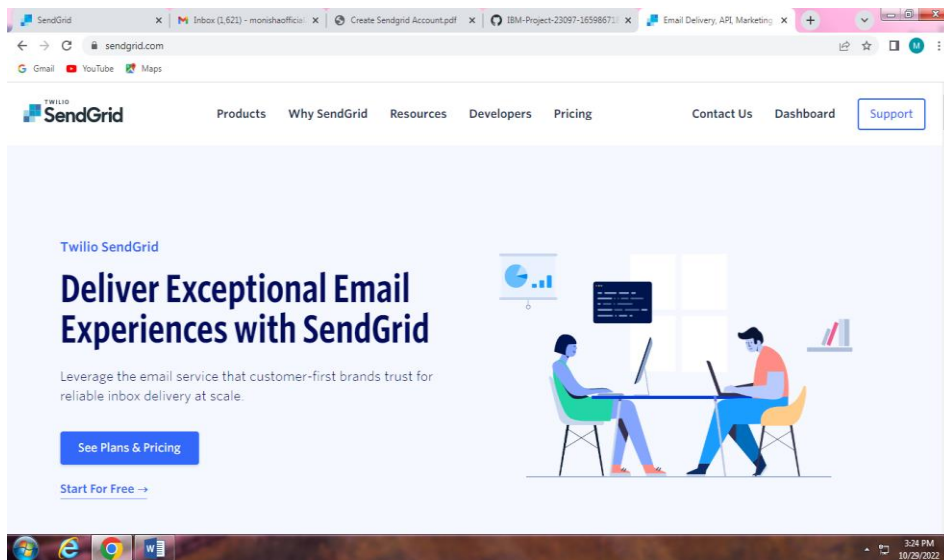 SendGrid
Inbox (1,621) - monishaofficial
Create Sendgrid Account.pdf
IBM-Project-23097-16598671
Email Delivery, API, Marketing
sendgrid.com
M
Gmail
YouTube
Maps
TWILIO
SendGrid
Products
Why SendGrid
Resources
Developers
Pricing
Contact Us
Dashboard
Support
Twilio SendGrid
Deliver Exceptional Email
Experiences with SendGrid
Leverage the email service that customer-first brands trust for
reliable inbox delivery at scale.
See Plans & Pricing
Start For Free →
3:24 PM
10/29/2022